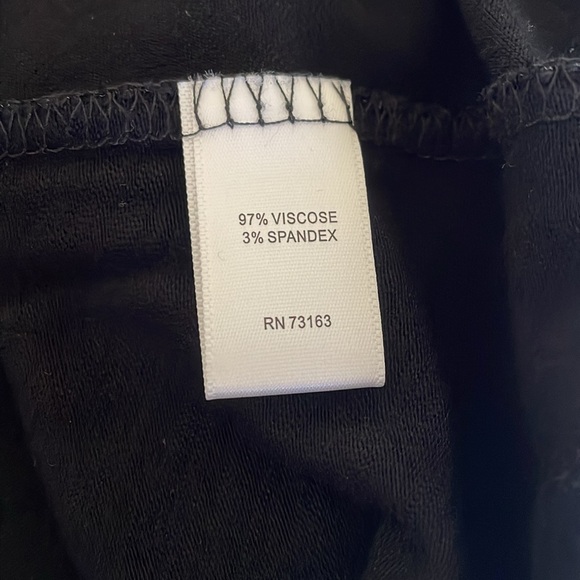 97% VISCOSE
3% SPANDEX
RN 73163